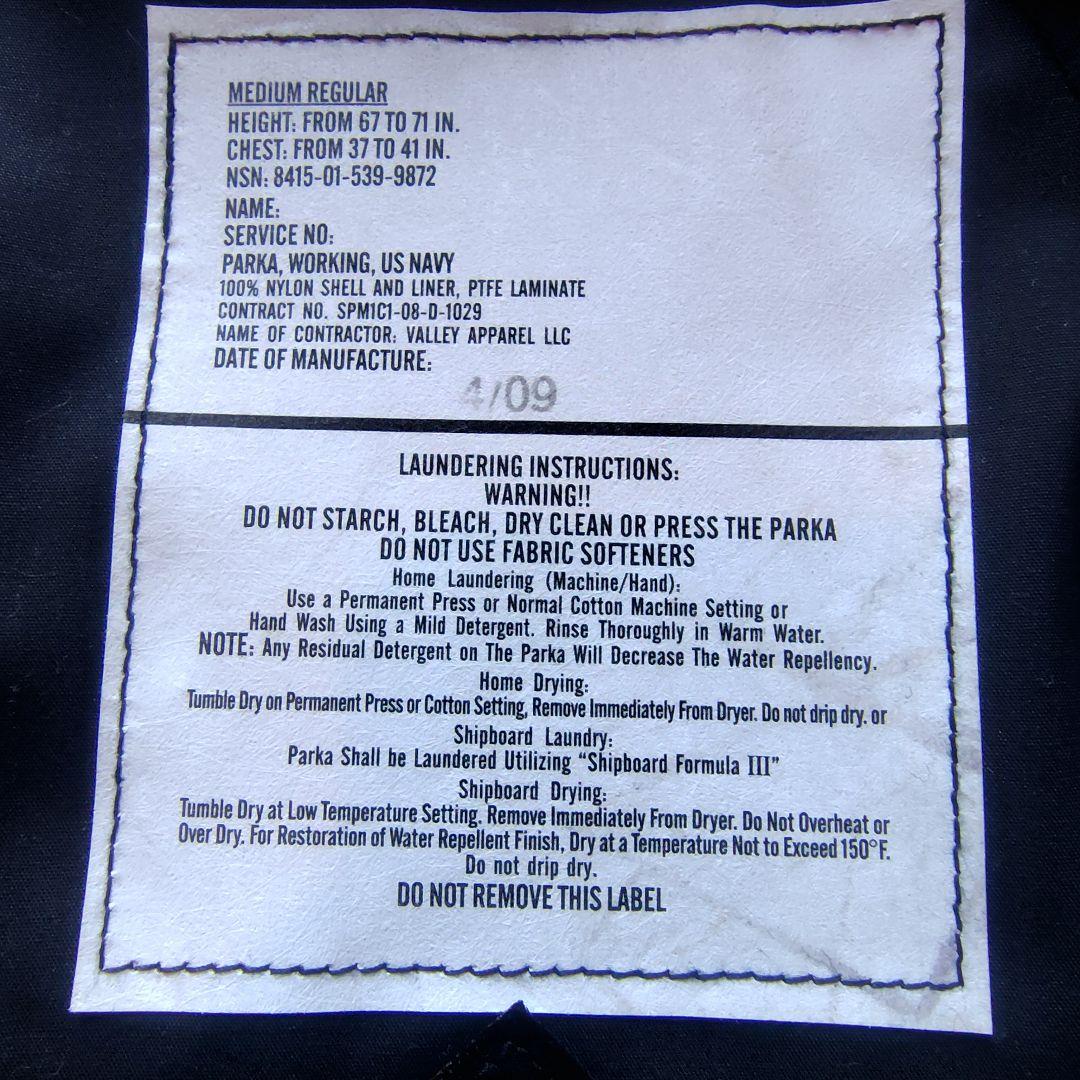 MEDIUM REGULAR
HEIGHT: FROM 67 TO 71 IN.
CHEST: FROM 37 TO 41 IN.
NSN: 8415-01-539-9872
NAME:
SERVICE NO:
PARKA, WORKING, US NAVY
100% NYLON SHELL AND LINER, PTFE LAMINATE
CONTRACT NO. SPM1C1-08-D-1029
NAME OF CONTRACTOR: VALLEY APPAREL LLC
DATE OF MANUFACTURE:
4/09
LAUNDERING INSTRUCTIONS:
WARNING!!
DO NOT STARCH, BLEACH, DRY CLEAN OR PRESS THE PARKA
DO NOT USE FABRIC SOFTENERS
Home Laundering (Machine/Hand):
Use a Permanent Press or Normal Cotton Machine Setting or
Hand Wash Using a Mild Detergent. Rinse Thoroughly in Warm Water.
NOTE: Any Residual Detergent on The Parka Will Decrease The Water Repellency.
Home Drying:
Tumble Dry on Permanent Press or Cotton Setting, Remove Immediately From Dryer. Do not drip dry. or
Shipboard Laundry:
Parka Shall be Laundered Utilizing “Shipboard Formula III”
Shipboard Drying:
Tumble Dry at Low Temperature Setting. Remove Immediately From Dryer. Do Not Overheat or
Over Dry. For Restoration of Water Repellent Finish, Dry at a Temperature Not to Exceed 150°F.
Do not drip dry.
DO NOT REMOVE THIS LABEL